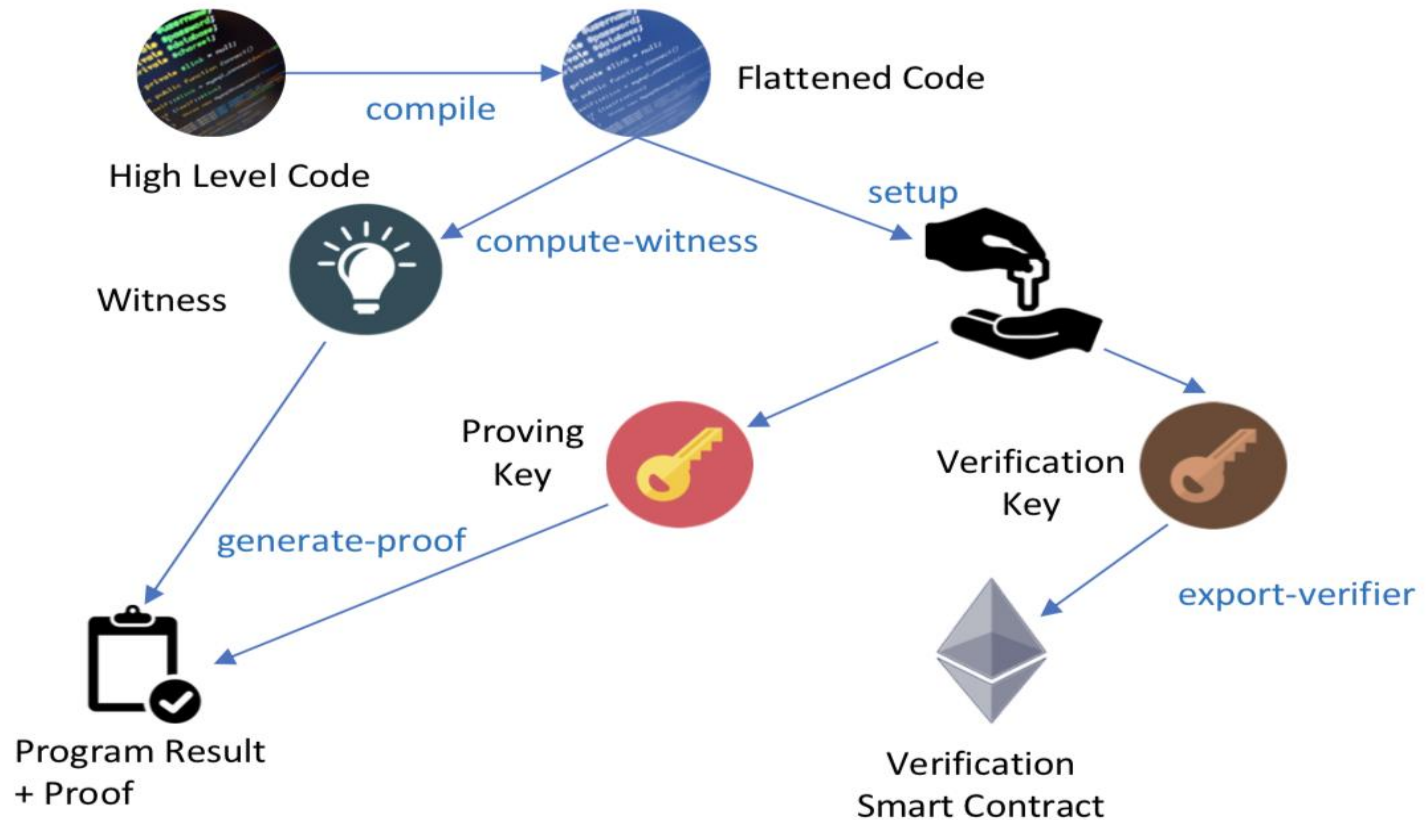 compile
Flattened Code
High Level Code
setup
compute-witness
Witness
Proving
Key
Verification
Key
generate-proof
export-verifier
Program Result
+ Proof
Verification
Smart Contract